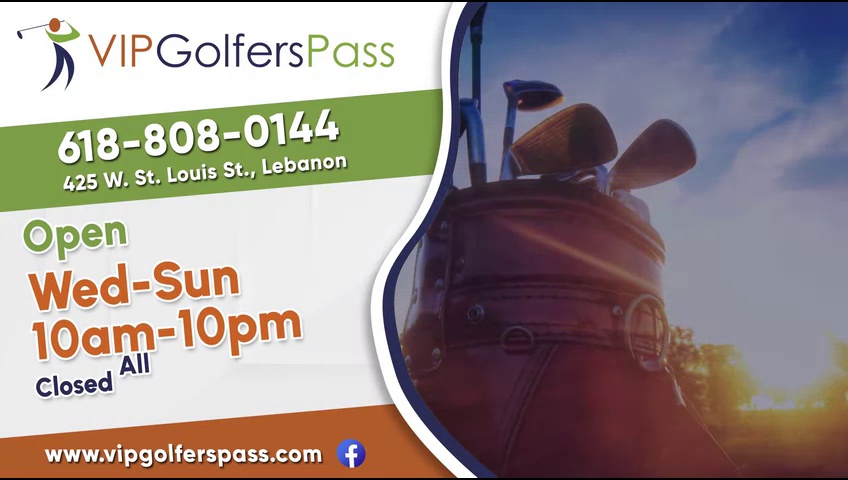 VIPGolfersPass
618-808-0144
425 W. St. Louis St., Lebanon
Open
Wed-Sun
10am-10pm
Closed All
www.vipgolferspass.com